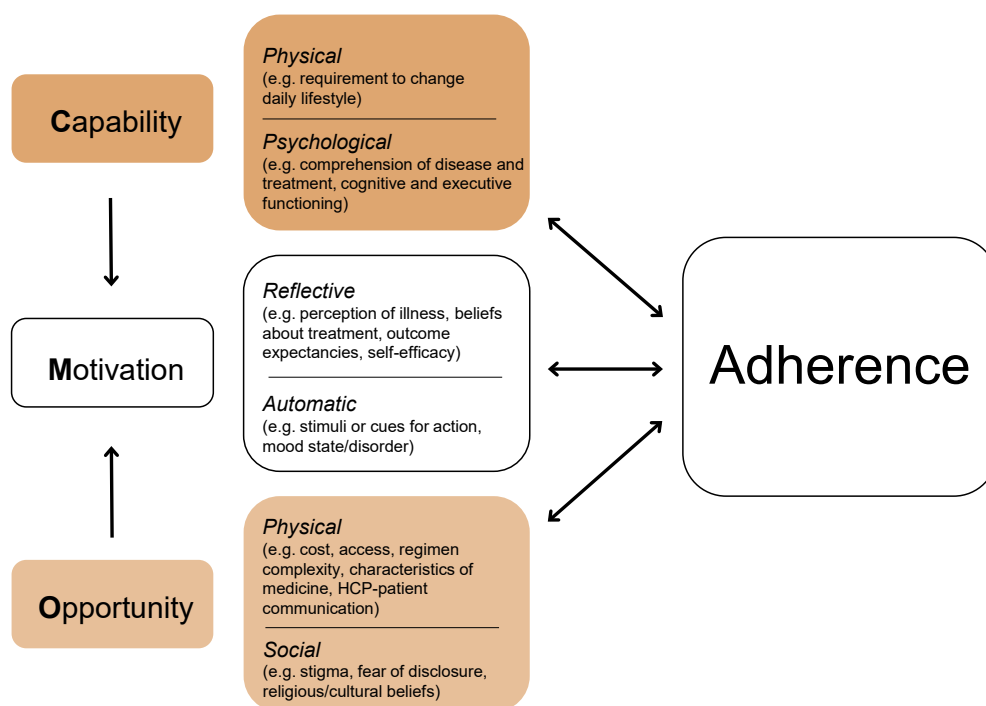 Capability
Physical
(e.g. requirement to change
daily lifestyle)
Psychological
(e.g. comprehension of disease and
treatment, cognitive and executive
functioning)
Motivation
Reflective
(e.g. perception of illness, beliefs
about treatment, outcome
expectancies, self-efficacy)
Automatic
(e.g. stimuli or cues for action,
mood state/disorder)
Opportunity
Physical
(e.g. cost, access, regimen
complexity, characteristics of
medicine, HCP-patient
communication)
Social
(e.g. stigma, fear of disclosure,
religious/cultural beliefs)
Adherence